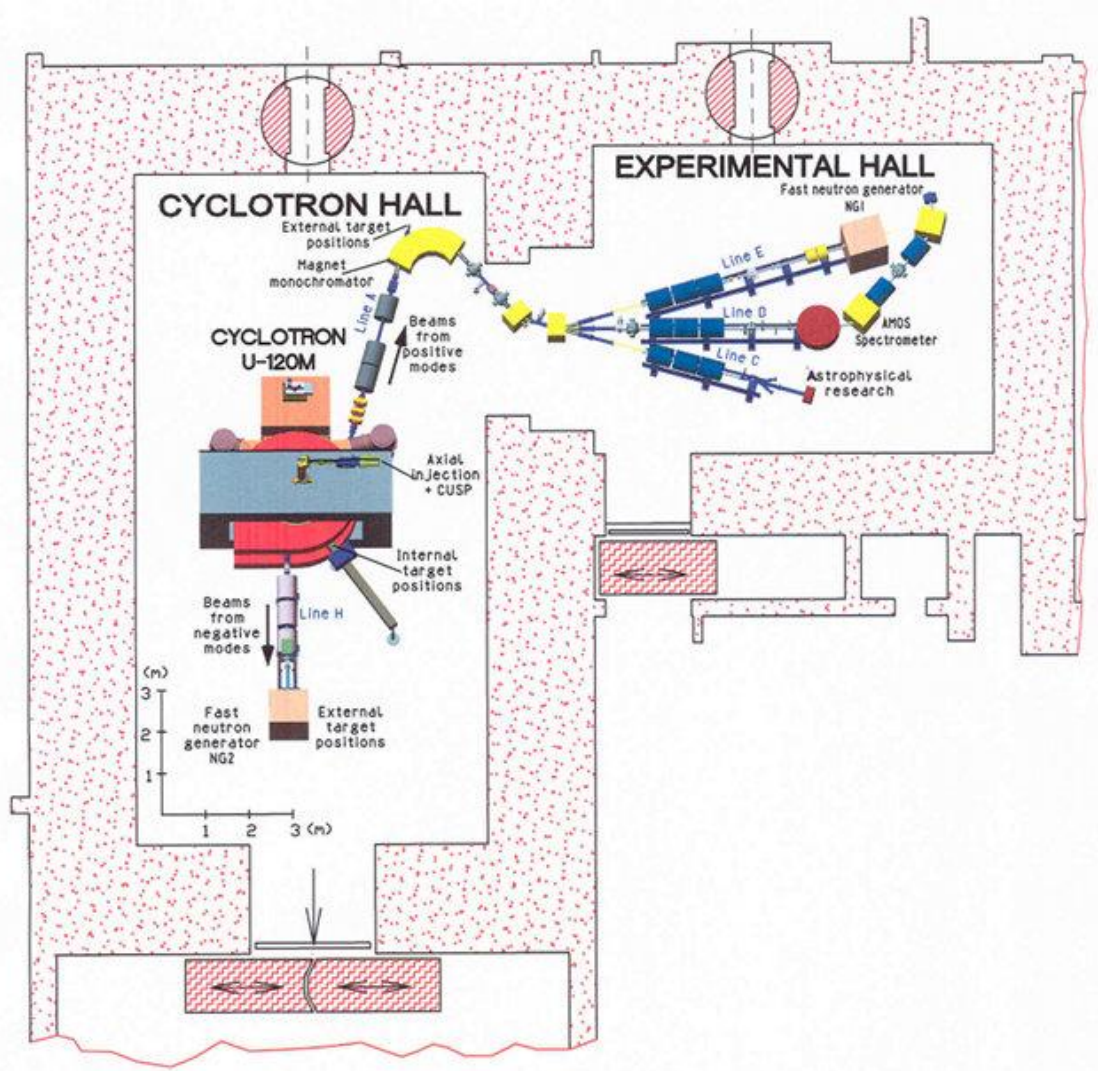 EXPERIMENTAL HALL
Fast neutron generator
NG1
CYCLOTRON HALL
External target
positions
Magnet
monochromator
Line A
Beams
from
positive
modes
CYCLOTRON
U-120M
Line E
Line D
Line C
AMOS
Spectrometer
Astrophysical
research
Axial
injection
+ CUSP
Internal
target
positions
Beams
from
negative
modes
Line H
Fast
neutron
generator
NG2
External
target
positions
(m)
3
2
1
1 2 3 (m)